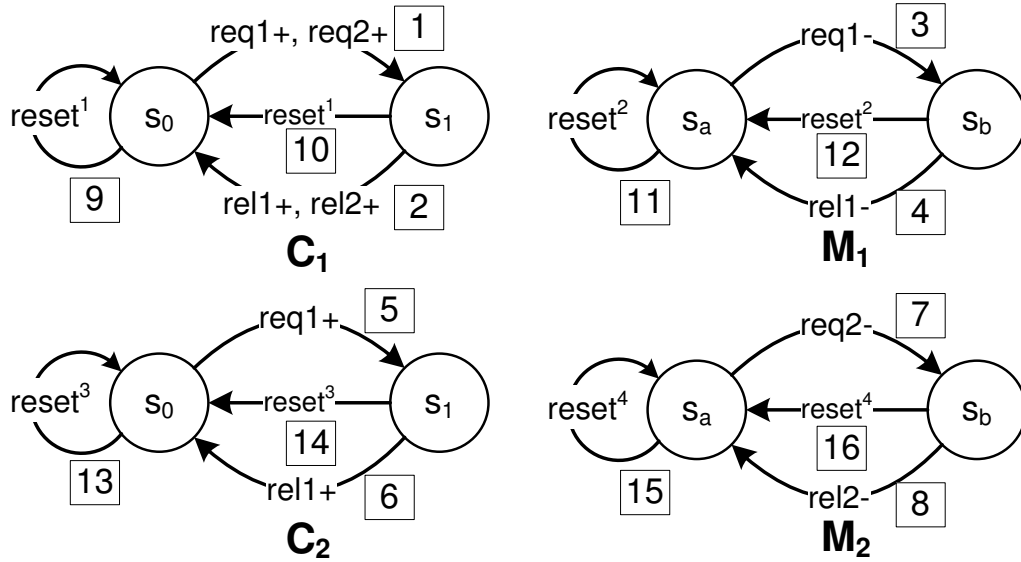 req1+, req2+ 1
reset¹ s₀ reset¹ s₁
10
9 rel1+, rel2+ 2
C₁
req1- 3
reset² sₐ reset² s_b
12
11 rel1- 4
M₁
req1+ 5
reset³ s₀ reset³ s₁
14
13 rel1+ 6
C₂
req2- 7
reset⁴ sₐ reset⁴ s_b
16
15 rel2- 8
M₂